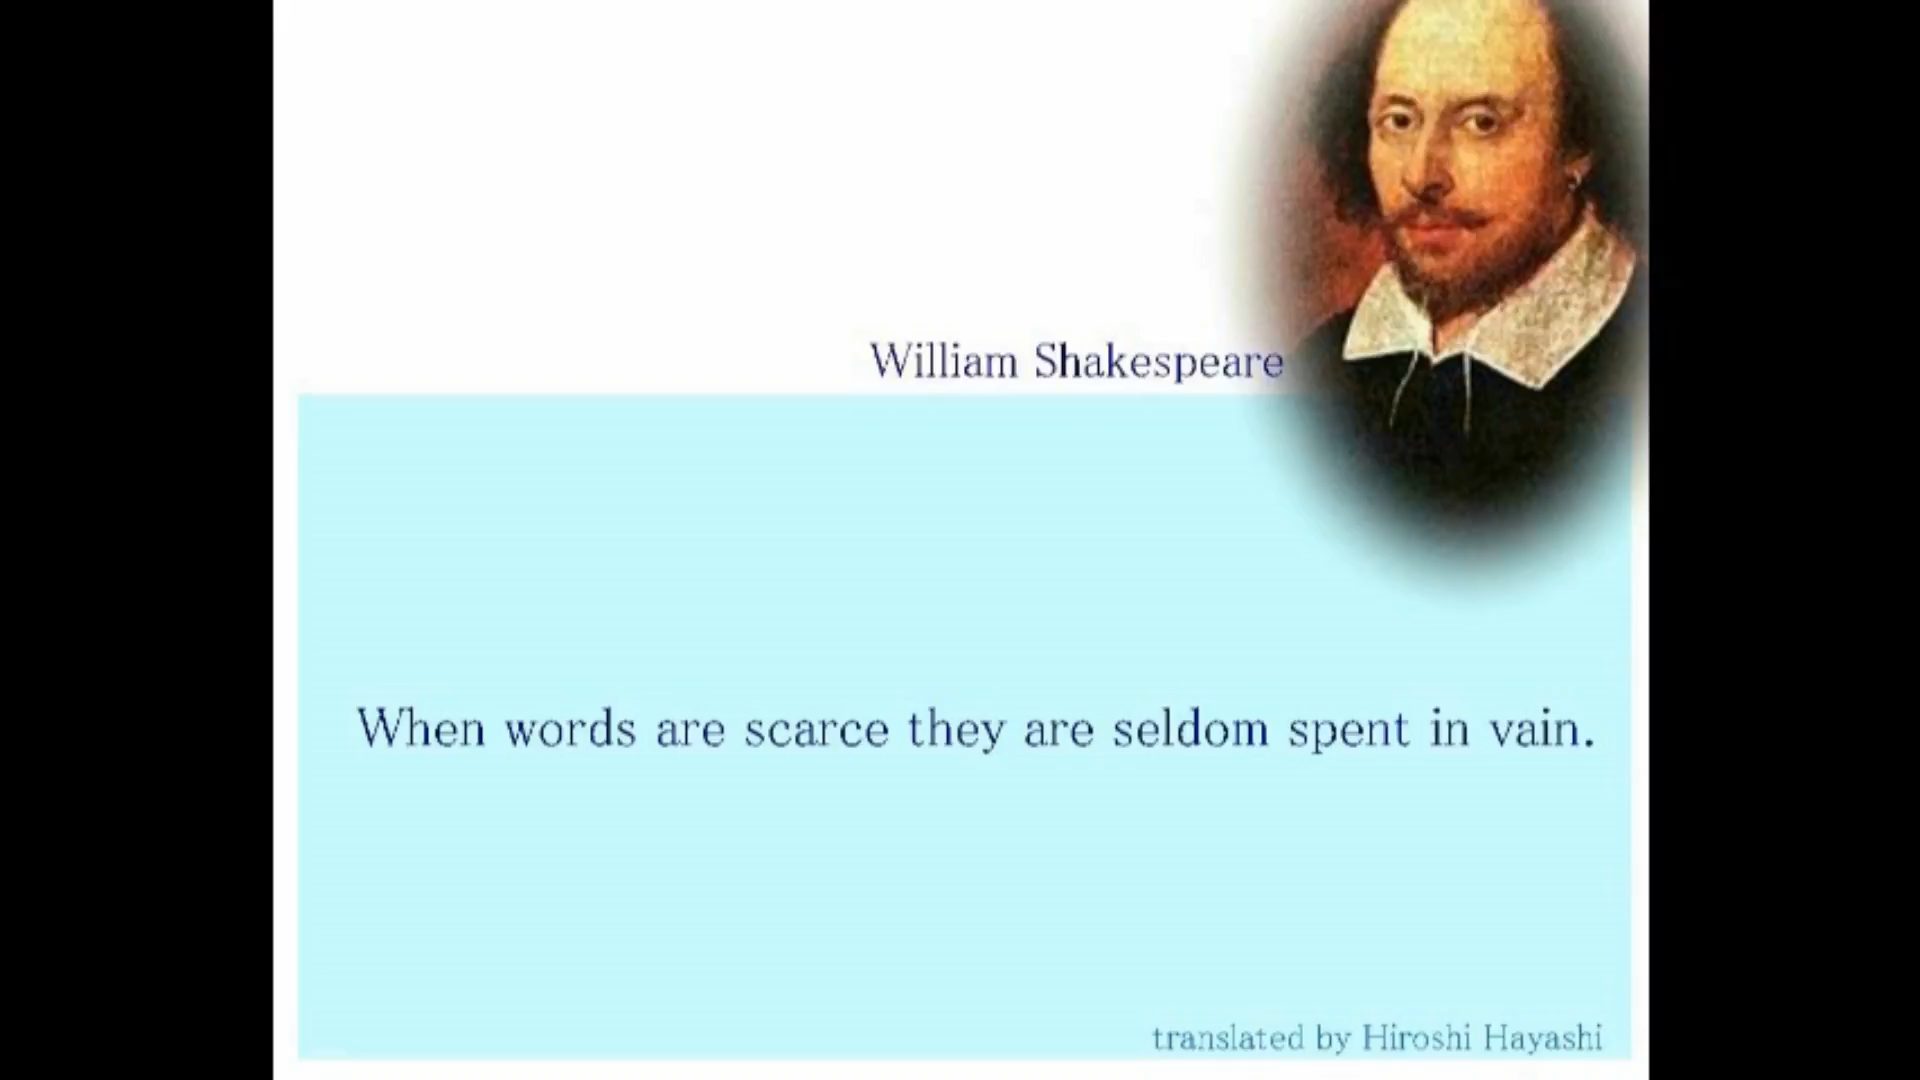 William Shakespeare
When words are scarce they are seldom spent in vain.
translated by Hiroshi Hayashi